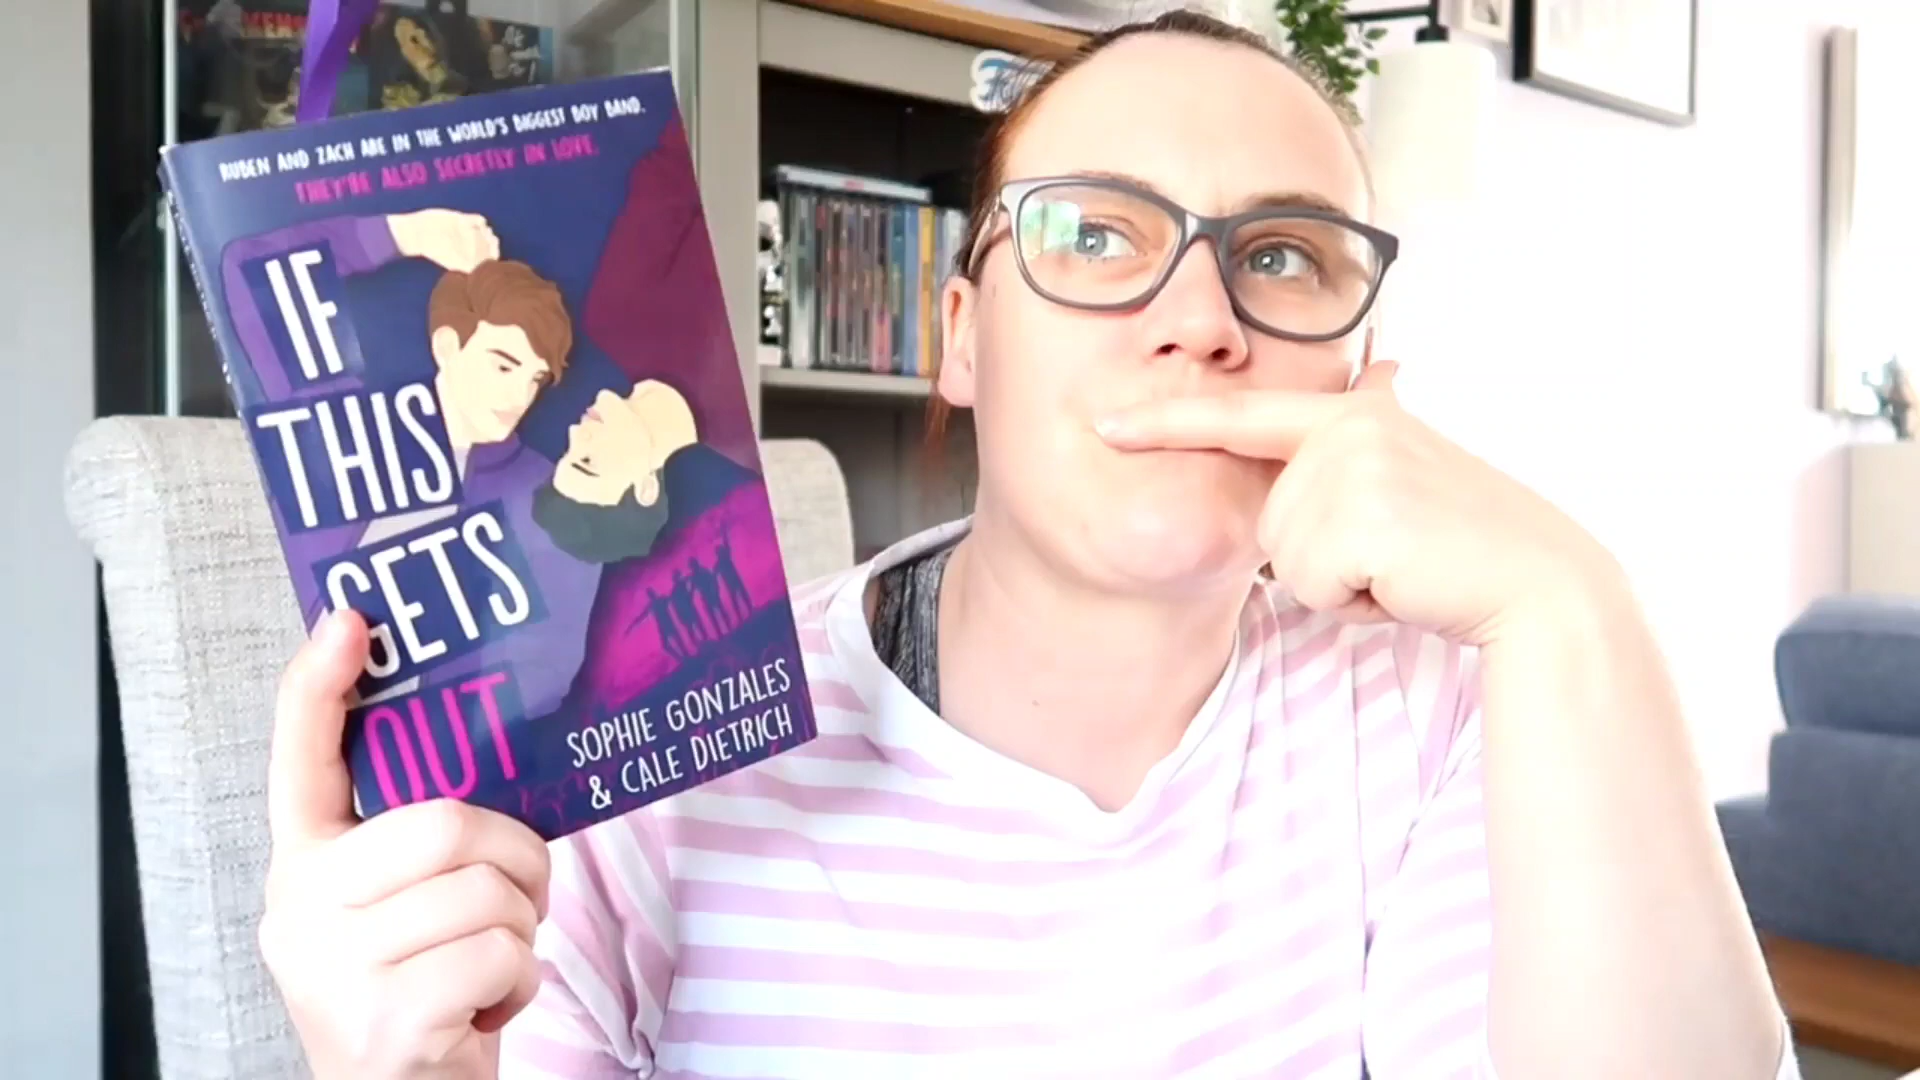 RUBEN AND ZACH ARE IN THE WORLD'S BIGGEST BOY BAND.
THEY'RE ALSO SECRETLY IN LOVE.
IF
THIS
GETS
OUT
SOPHIE GONZALES
& CALE DIETRICH